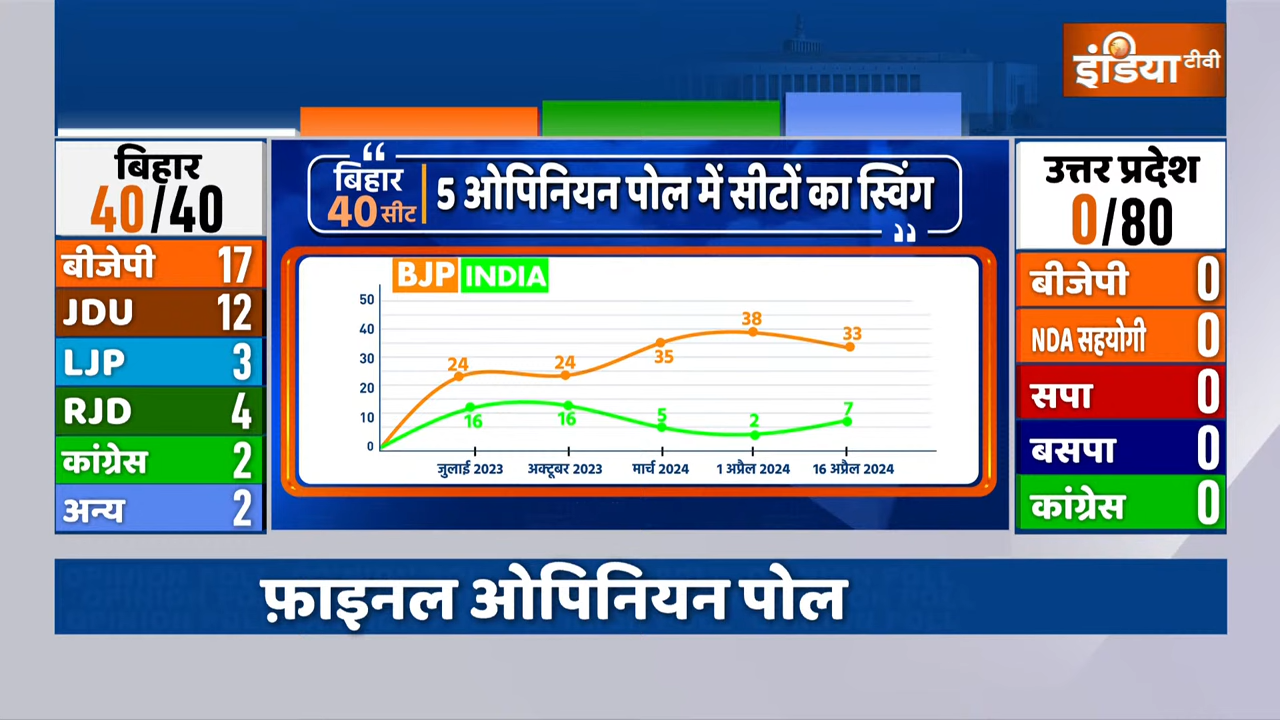 इंडिया टीवी
बिहार
40/40
बीजेपी 17
JDU 12
LJP 3
RJD 4
कांग्रेस 2
अन्य 2
“
बिहार
40 सीट
5 ओपिनियन पोल में सीटों का स्विंग
”
BJP INDIA
50
40
30
20
10
0
24
24
35
38
33
16
16
5
2
7
जुलाई 2023
अक्टूबर 2023
मार्च 2024
1 अप्रैल 2024
16 अप्रैल 2024
उत्तर प्रदेश
0/80
बीजेपी 0
NDA सहयोगी 0
सपा 0
बसपा 0
कांग्रेस 0
फ़ाइनल ओपिनियन पोल